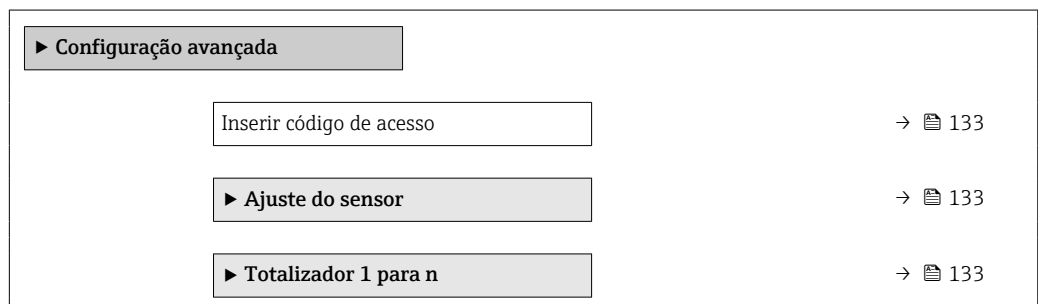 ▶ Configuração avançada
Inserir código de acesso → 133
▶ Ajuste do sensor → 133
▶ Totalizador 1 para n → 133